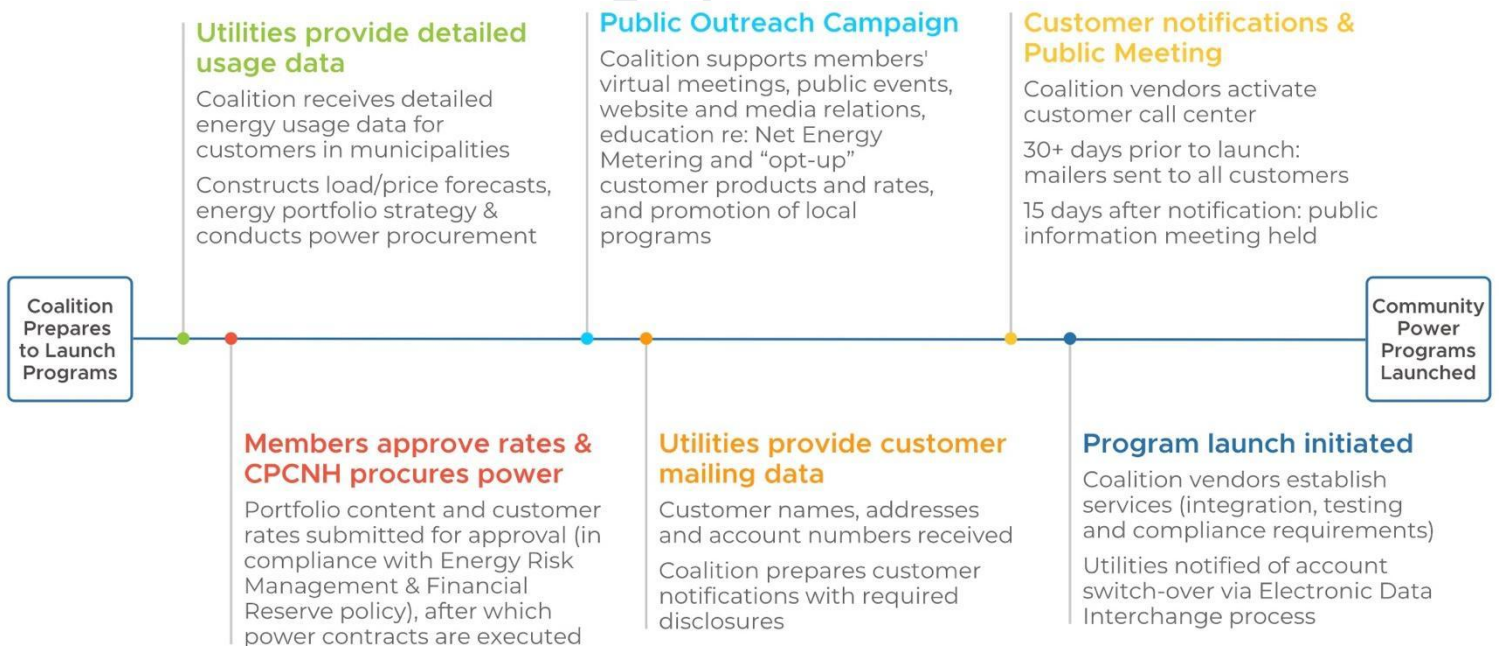 Utilities provide detailed
usage data
Coalition receives detailed
energy usage data for
customers in municipalities
Constructs load/price forecasts,
energy portfolio strategy &
conducts power procurement
Public Outreach Campaign
Coalition supports members'
virtual meetings, public events,
website and media relations,
education re: Net Energy
Metering and “opt-up”
customer products and rates,
and promotion of local
programs
Customer notifications &
Public Meeting
Coalition vendors activate
customer call center
30+ days prior to launch:
mailers sent to all customers
15 days after notification: public
information meeting held
Coalition
Prepares
to Launch
Programs
Community
Power
Programs
Launched
Members approve rates &
CPCNH procures power
Portfolio content and customer
rates submitted for approval (in
compliance with Energy Risk
Management & Financial
Reserve policy), after which
power contracts are executed
Utilities provide customer
mailing data
Customer names, addresses
and account numbers received
Coalition prepares customer
notifications with required
disclosures
Program launch initiated
Coalition vendors establish
services (integration, testing
and compliance requirements)
Utilities notified of account
switch-over via Electronic Data
Interchange process